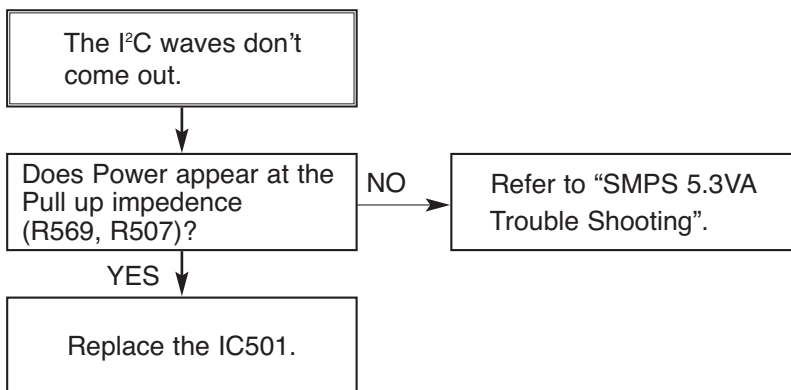 The I²C waves don't
come out.
Does Power appear at the
Pull up impedence
(R569, R507)?
NO
Refer to “SMPS 5.3VA
Trouble Shooting”.
YES
Replace the IC501.